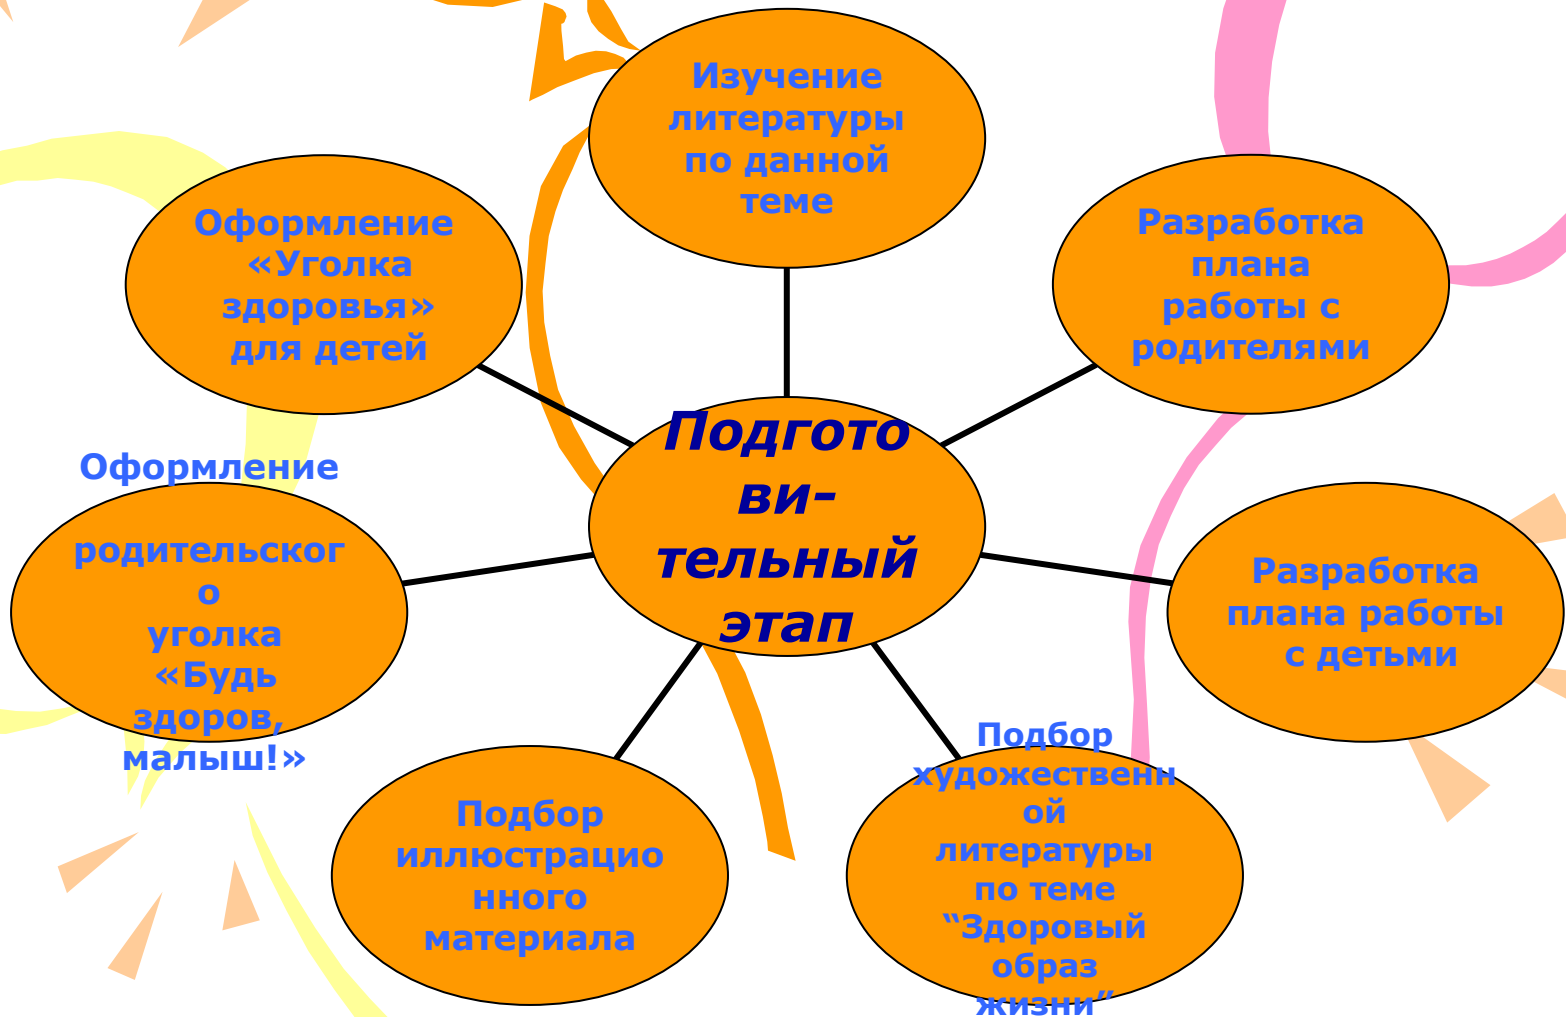 Изучение
литературы
по данной
теме
Оформление
«Уголка
здоровья»
для детей
Разработка
плана
работы с
родителями
Подгото
ви-
тельный
этап
Оформление
родительског
о
уголка
«Будь
здоров,
малыш!»
Разработка
плана работы
с детьми
Подбор
иллюстрацио
нного
материала
Подбор
художественн
ой
литературы
по теме
“Здоровый
образ
жизни”